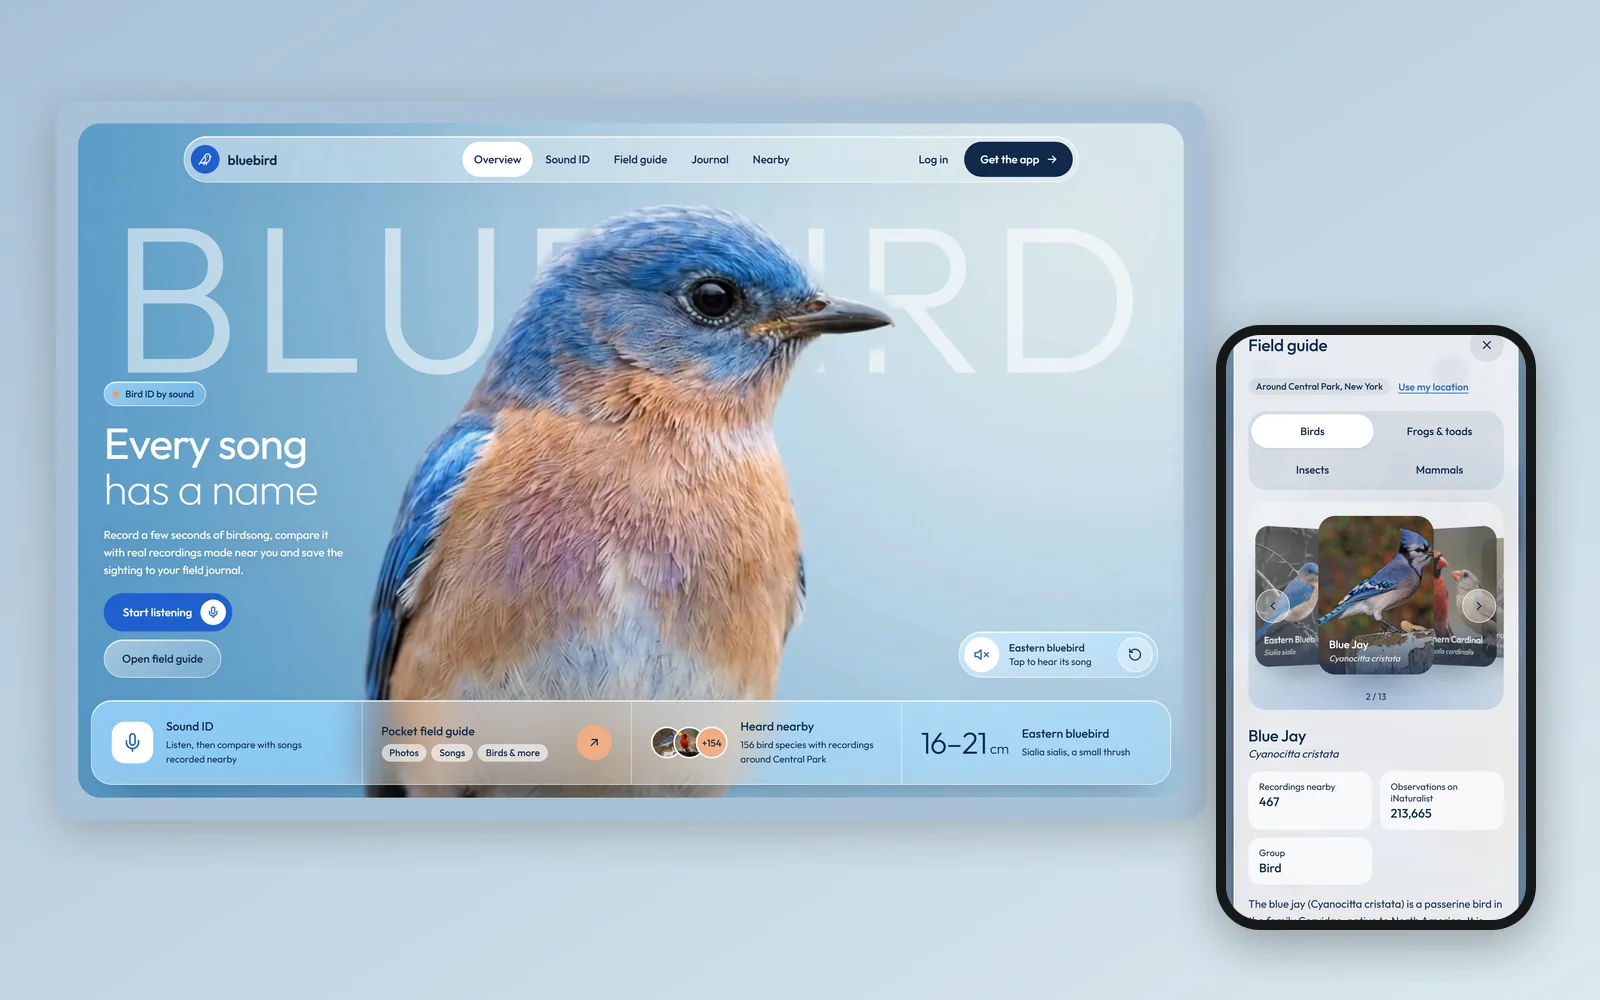 bluebird
Overview
Sound ID
Field guide
Journal
Nearby
Log in
Get the app
Bird ID by sound
Every song
has a name
Record a few seconds of birdsong, compare it
with real recordings made near you and save the
sighting to your field journal.
Start listening
Open field guide
Eastern bluebird
Tap to hear its song
Sound ID
Listen, then compare with songs
recorded nearby
Pocket field guide
Photos
Songs
Birds & more
+154
Heard nearby
156 bird species with recordings
around Central Park
16–21 cm
Eastern bluebird
Sialia sialis, a small thrush
Field guide
Around Central Park, New York
Use my location
Birds
Frogs & toads
Insects
Mammals
Sialia sialis
Blue Jay
Cyanocitta cristata
Cardinal
cardinalis
2 / 13
Blue Jay
Cyanocitta cristata
Recordings nearby
467
Observations on
iNaturalist
213,665
Group
Bird
The blue jay (Cyanocitta cristata) is a passerine bird in